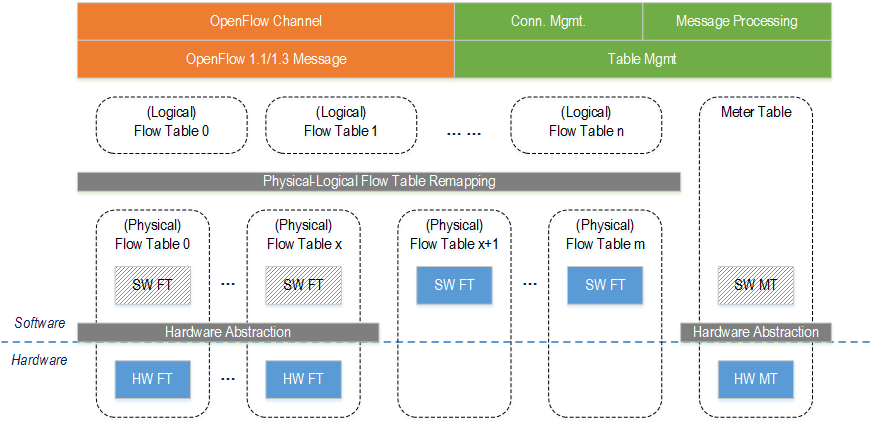 OpenFlow Channel
Conn. Mgmt.
Message Processing
OpenFlow 1.1/1.3 Message
Table Mgmt
(Logical)
Flow Table 0
(Logical)
Flow Table 1
... ...
(Logical)
Flow Table n
Meter Table
Physical-Logical Flow Table Remapping
(Physical)
Flow Table 0
(Physical)
Flow Table x
(Physical)
Flow Table x+1
(Physical)
Flow Table m
SW FT
...
SW FT
SW FT
...
SW FT
SW MT
Software
Hardware Abstraction
Hardware Abstraction
Hardware
HW FT
...
HW FT
HW MT